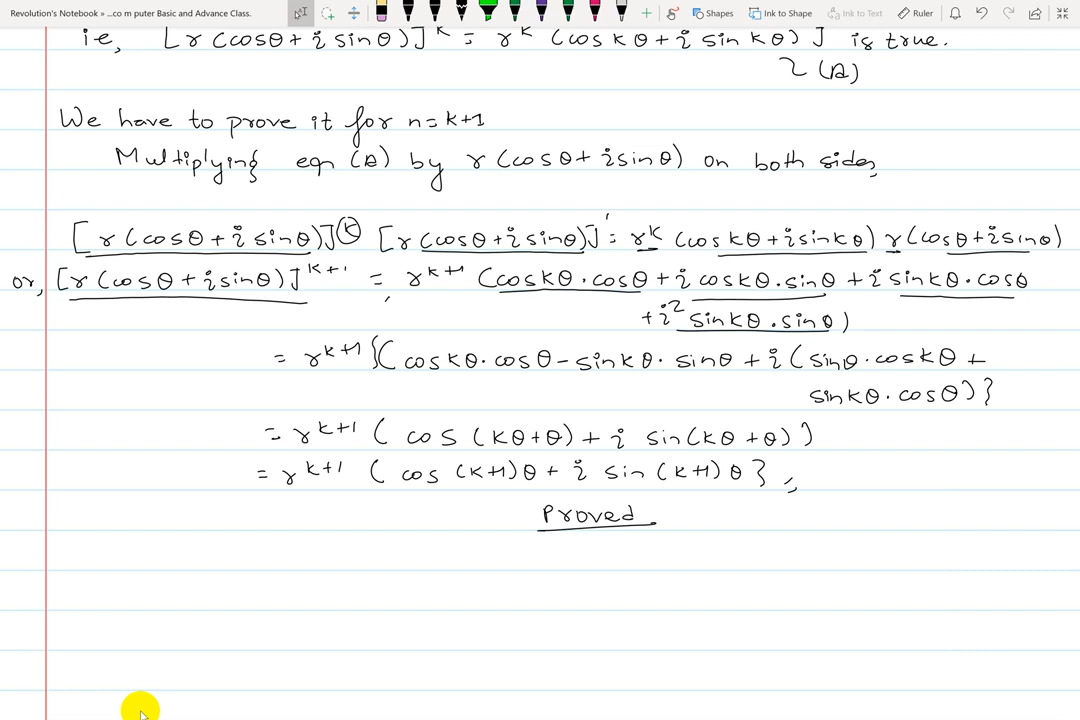 Revolution's Notebook » ...co m puter Basic and Advance Class.
Shapes Ink to Shape Ink to Text Ruler
ie, [r (cosθ + i sinθ)]^k = r^k (cos kθ + i sin kθ)] is true.
(A)
We have to prove it for n = k+1
Multiplying eqn (A) by r (cosθ + i sinθ) on both sides,
[r (cosθ + i sinθ)]^k [r (cosθ + i sinθ)]' = r^k (cos kθ + i sin kθ) r (cosθ + i sinθ)
or, [r (cosθ + i sinθ)]^k+1 = r^k+1 (cos kθ . cosθ + i cos kθ . sinθ + i sin kθ . cosθ
+ i² sin kθ . sinθ)
= r^k+1 {(cos kθ . cosθ - sin kθ . sinθ + i (sinθ . cos kθ +
sin kθ . cosθ)}
= r^k+1 ( cos (kθ+θ) + i sin (kθ+θ))
= r^k+1 ( cos (k+1)θ + i sin (k+1)θ},
Proved